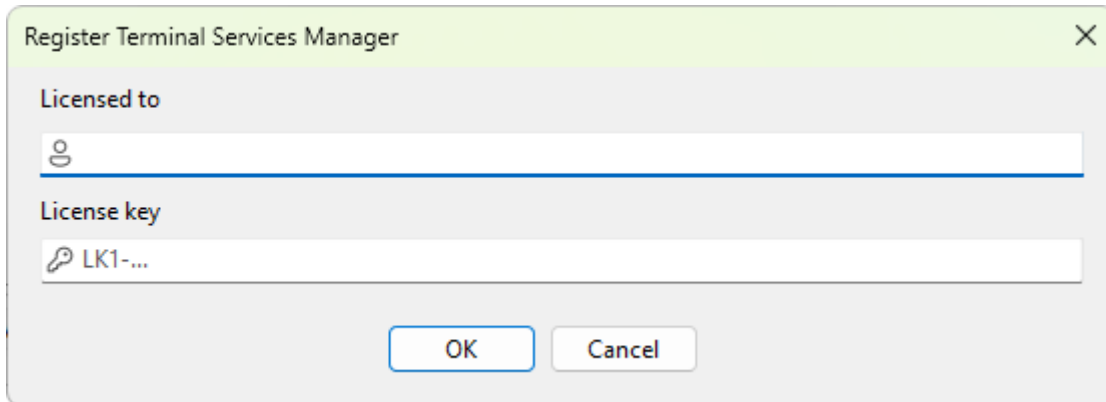 Register Terminal Services Manager
Licensed to
License key
LK1-...
OK
Cancel